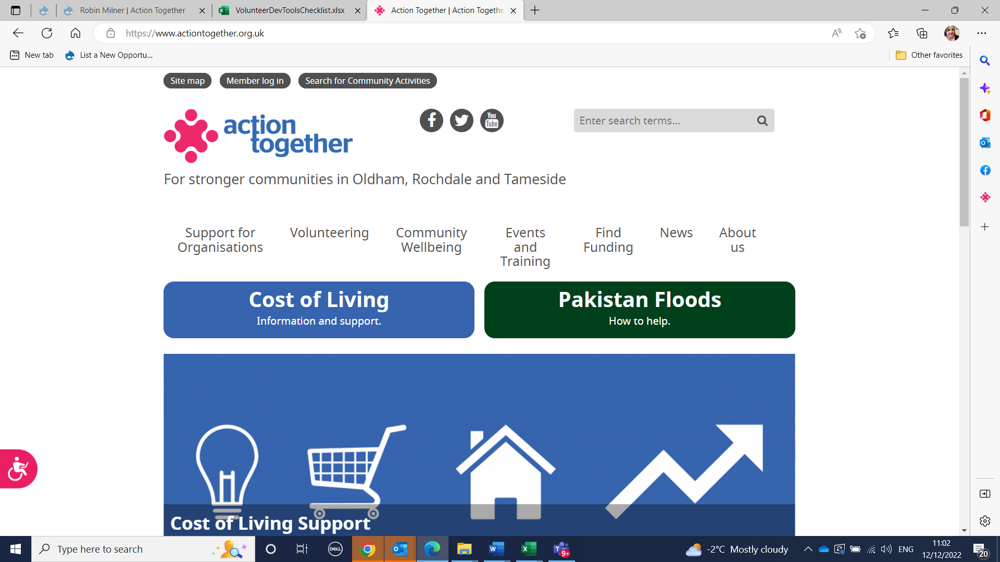 Robin Milner | Action Together
VolunteerDevToolsChecklist.xlsx
Action Together | Action Togethe
https://www.actiontogether.org.uk
New tab
List a New Opportu...
Other favorites
Site map
Member log in
Search for Community Activities
action
together
You
Tube
Enter search terms...
For stronger communities in Oldham, Rochdale and Tameside
Support for
Organisations
Volunteering
Community
Wellbeing
Events
and
Training
Find
Funding
News
About
us
Cost of Living
Information and support.
Pakistan Floods
How to help.
Cost of Living Support
Type here to search
DELL
9+
-2°C Mostly cloudy
ENG
11:02
12/12/2022
20